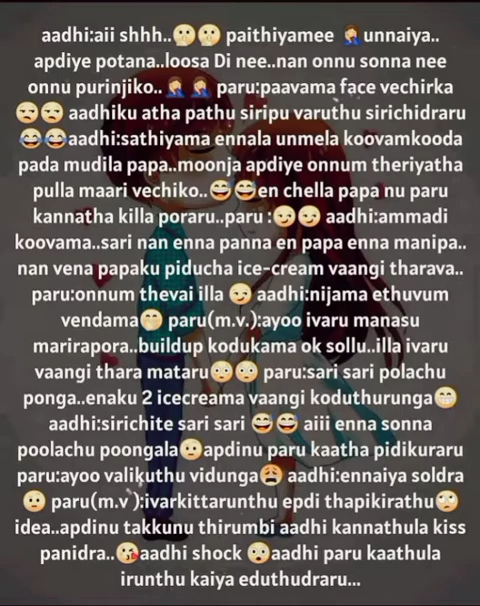 aadhi:aii shhh..🤫🤫 paithiyamee 🤦unnaiya..
apdiye potana..loosa Di nee..nan onnu sonna nee
onnu purinjiko..🤦🤦 paru:paavama face vechirka
😒😒 aadhiku atha pathu siripu varuthu sirichidraru
😂😂aadhi:sathiyama ennala unmela koovamkooda
pada mudila papa..moonja apdiye onnum theriyatha
pulla maari vechiko..😅😅en chella papa nu paru
kannatha killa poraru..paru :😏😏 aadhi:ammadi
koovama..sari nan enna panna en papa enna manipa..
nan vena papaku piducha ice-cream vaangi tharava..
paru:onnum thevai illa 😏 aadhi:nijama ethuvum
vendama🤭 paru(m.v.):ayoo ivaru manasu
marirapora..buildup kodukama ok sollu..illa ivaru
vaangi thara mataru😳😳 paru:sari sari polachu
ponga..enaku 2 icecreama vaangi koduthurunga😁
aadhi:sirichite sari sari 😅😅 aiii enna sonna
poolachu poongala🤨apdinu paru kaatha pidikuraru
paru:ayoo valikuthu vidunga😩 aadhi:ennaiya soldra
🤨 paru(m.v ):ivarkittarunthu epdi thapikirathu🙄
idea..apdinu takkunu thirumbi aadhi kannathula kiss
panidra..😘aadhi shock 😲aadhi paru kaathula
irunthu kaiya eduthudraru...